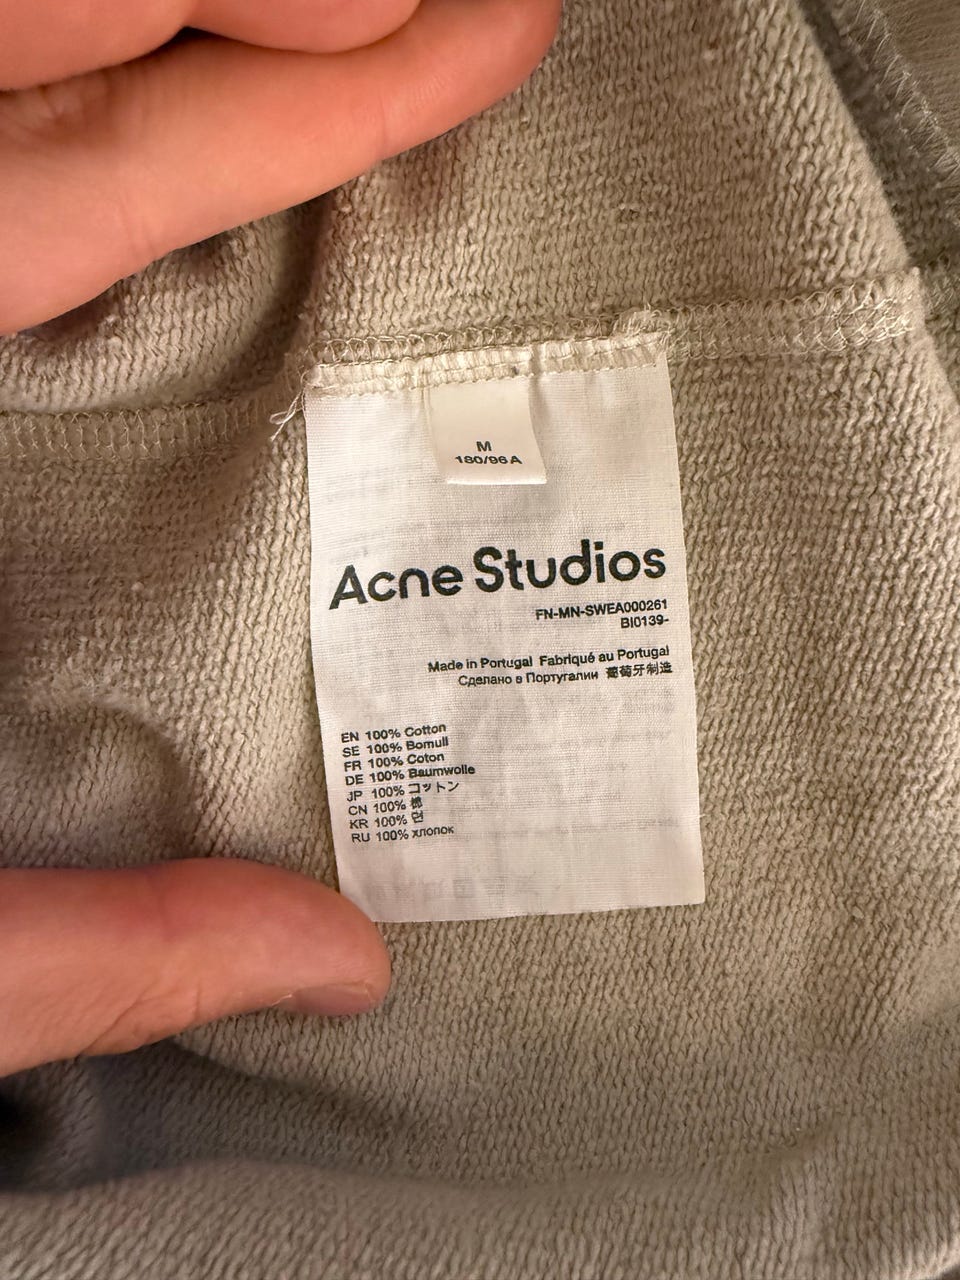 M
180/96A
Acne Studios
FN-MN-SWEA000261
BI0139-
Made in Portugal Fabriqué au Portugal
Сделано в Португалии 葡萄牙制造
EN 100% Cotton
SE 100% Bomull
FR 100% Coton
DE 100% Baumwolle
JP 100% コットン
CN 100% 棉
KR 100% 면
RU 100% хлопок